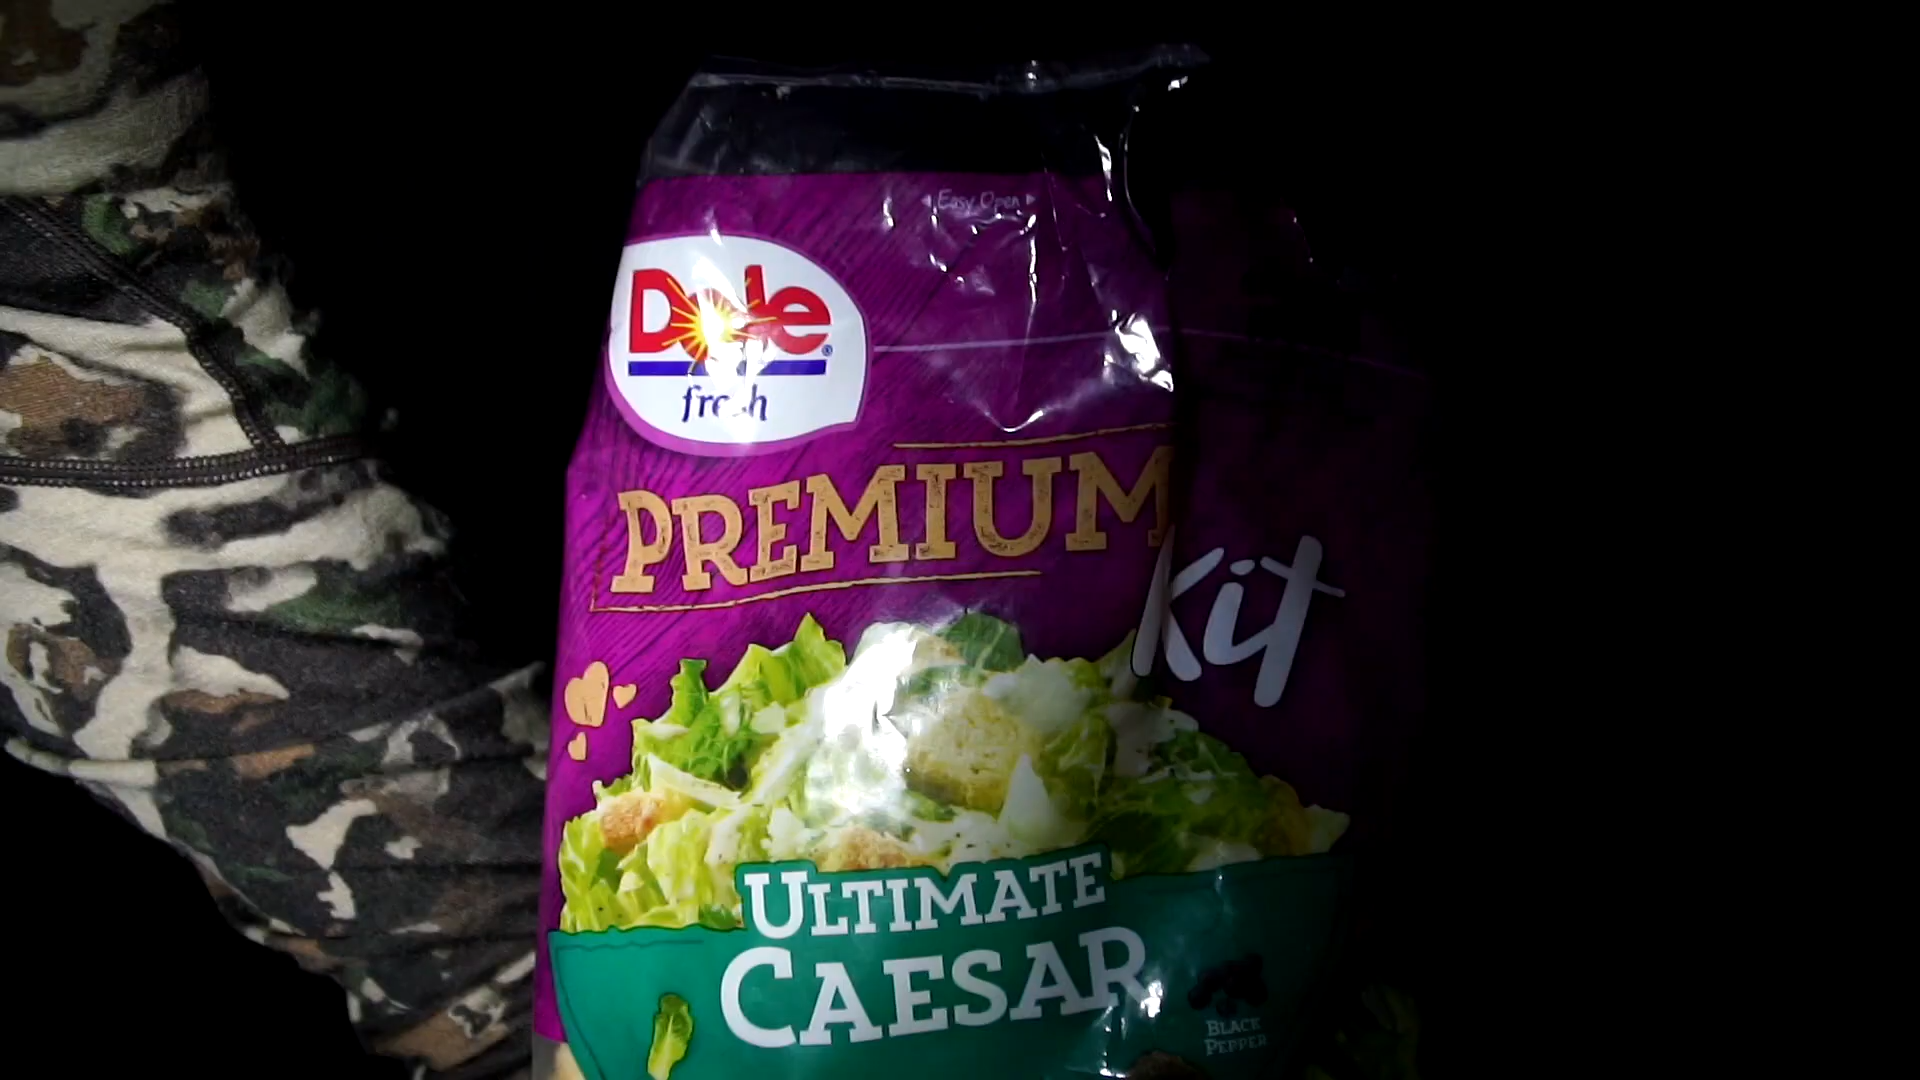 ◂ Easy Open ▸
Dole®
fresh
PREMIUM
Kit
ULTIMATE
CAESAR
BLACK
PEPPER